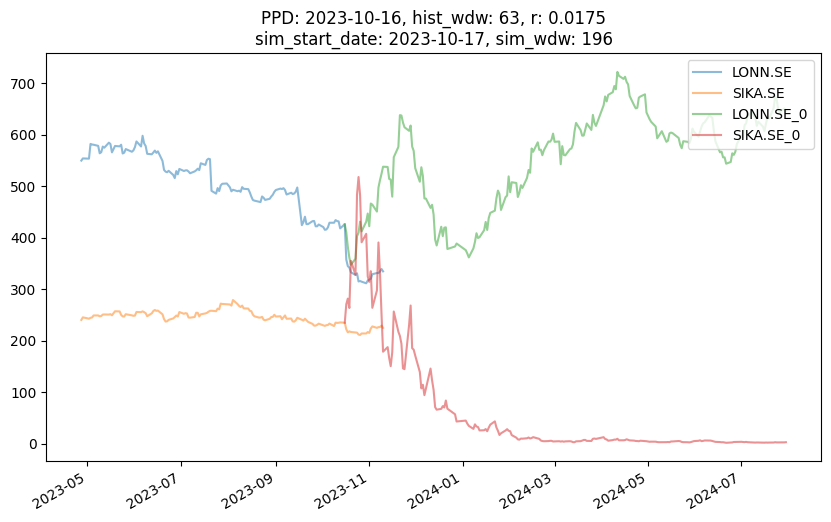 PPD: 2023-10-16, hist_wdw: 63, r: 0.0175
sim_start_date: 2023-10-17, sim_wdw: 196
LONN.SE
SIKA.SE
LONN.SE_0
SIKA.SE_0
700
600
500
400
300
200
100
0
2023-05
2023-07
2023-09
2023-11
2024-01
2024-03
2024-05
2024-07